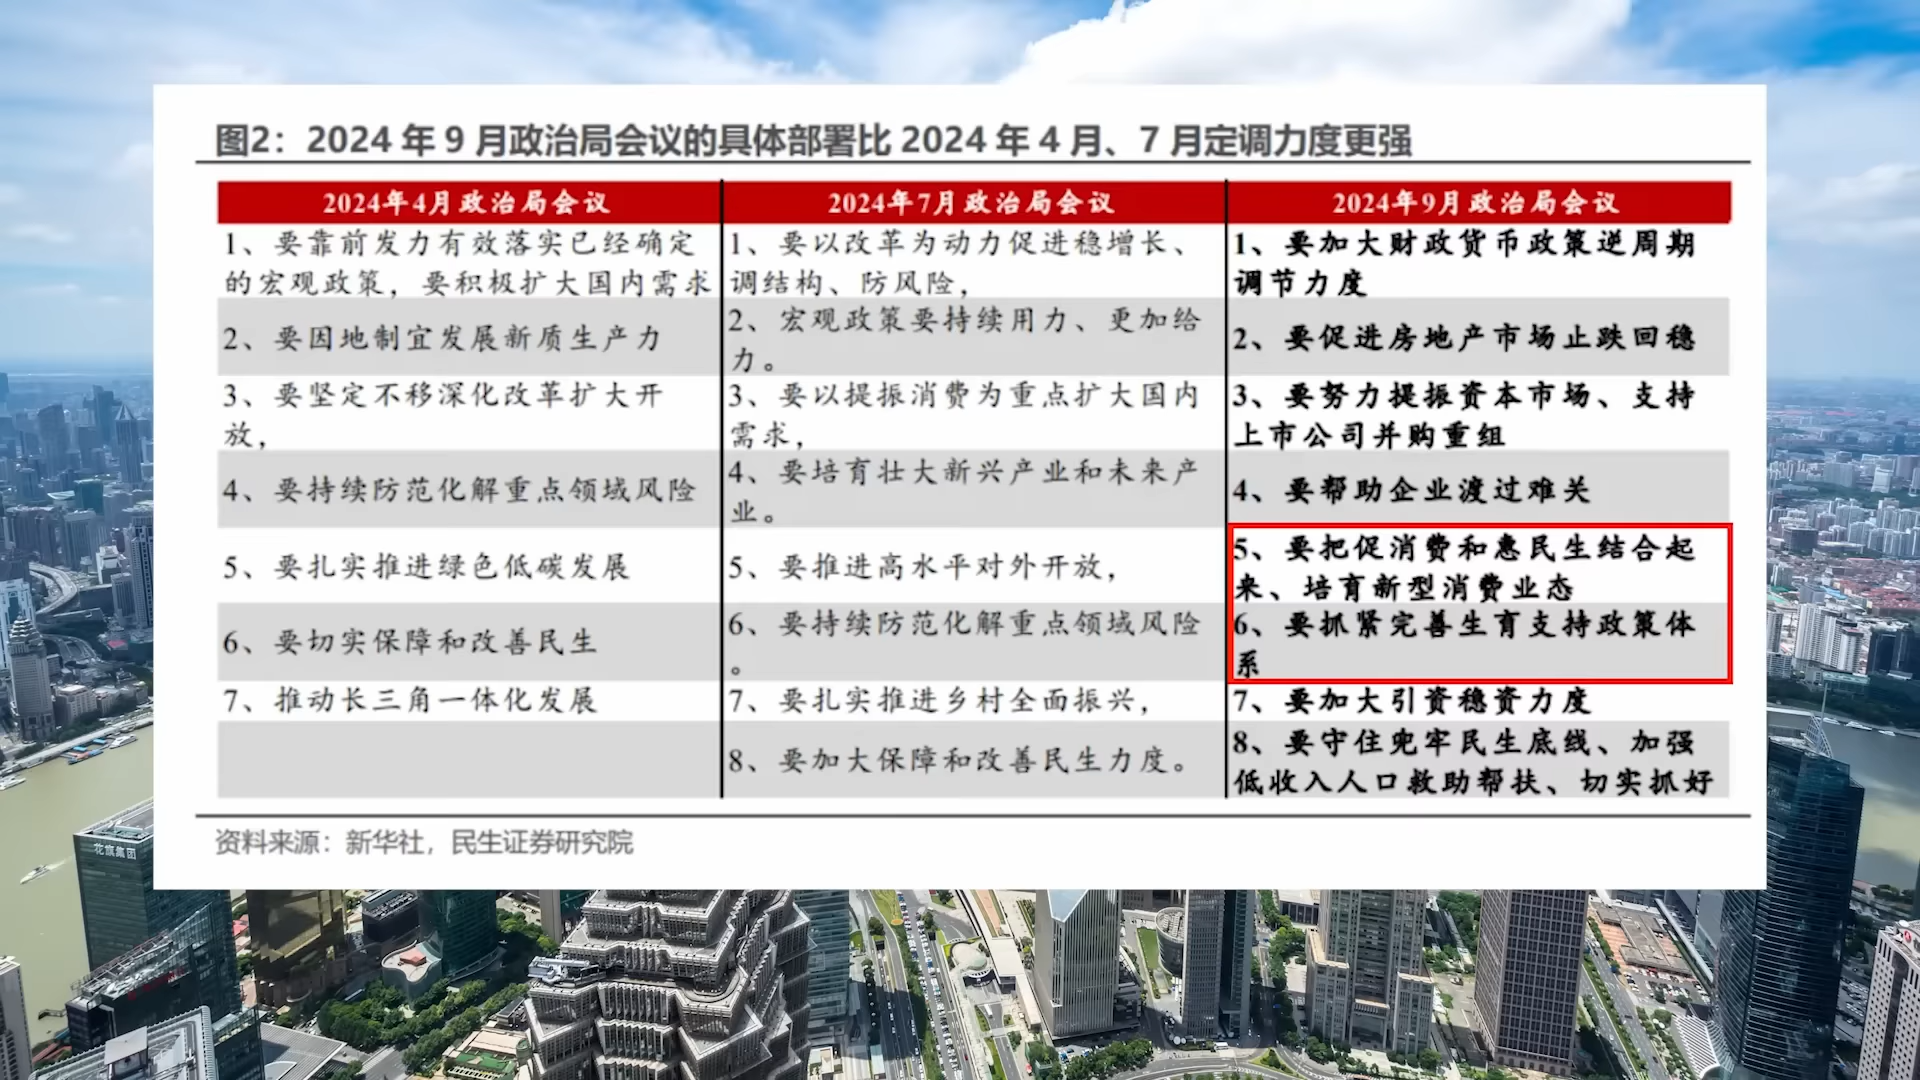 图2：2024 年 9 月政治局会议的具体部署比 2024 年 4 月、7 月定调力度更强
2024年4月政治局会议
1、要靠前发力有效落实已经确定
的宏观政策，要积极扩大国内需求
2、要因地制宜发展新质生产力
3、要坚定不移深化改革扩大开
放，
4、要持续防范化解重点领域风险
5、要扎实推进绿色低碳发展
6、要切实保障和改善民生
7、推动长三角一体化发展
2024年7月政治局会议
1、要以改革为动力促进稳增长、
调结构、防风险，
2、宏观政策要持续用力、更加给
力。
3、要以提振消费为重点扩大国内
需求，
4、要培育壮大新兴产业和未来产
业。
5、要推进高水平对外开放，
6、要持续防范化解重点领域风险
。
7、要扎实推进乡村全面振兴，
8、要加大保障和改善民生力度。
2024年9月政治局会议
1、要加大财政货币政策逆周期
调节力度
2、要促进房地产市场止跌回稳
3、要努力提振资本市场、支持
上市公司并购重组
4、要帮助企业渡过难关
5、要把促消费和惠民生结合起
来、培育新型消费业态
6、要抓紧完善生育支持政策体
系
7、要加大引资稳资力度
8、要守住兜牢民生底线、加强
低收入人口救助帮扶、切实抓好
资料来源：新华社，民生证券研究院
花旗集团